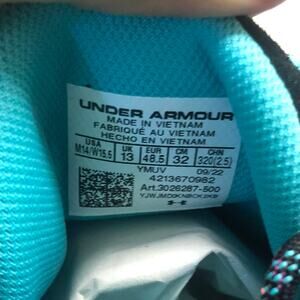 UNDER ARMOUR
MADE IN VIETNAM
FABRIQUÉ AU VIETNAM
HECHO EN VIETNAM
USA UK EUR CM CHN
M14/W15.5 13 48.5 32 320(2.5)
YMUV 09/22
4213670982
Art.3026287-500